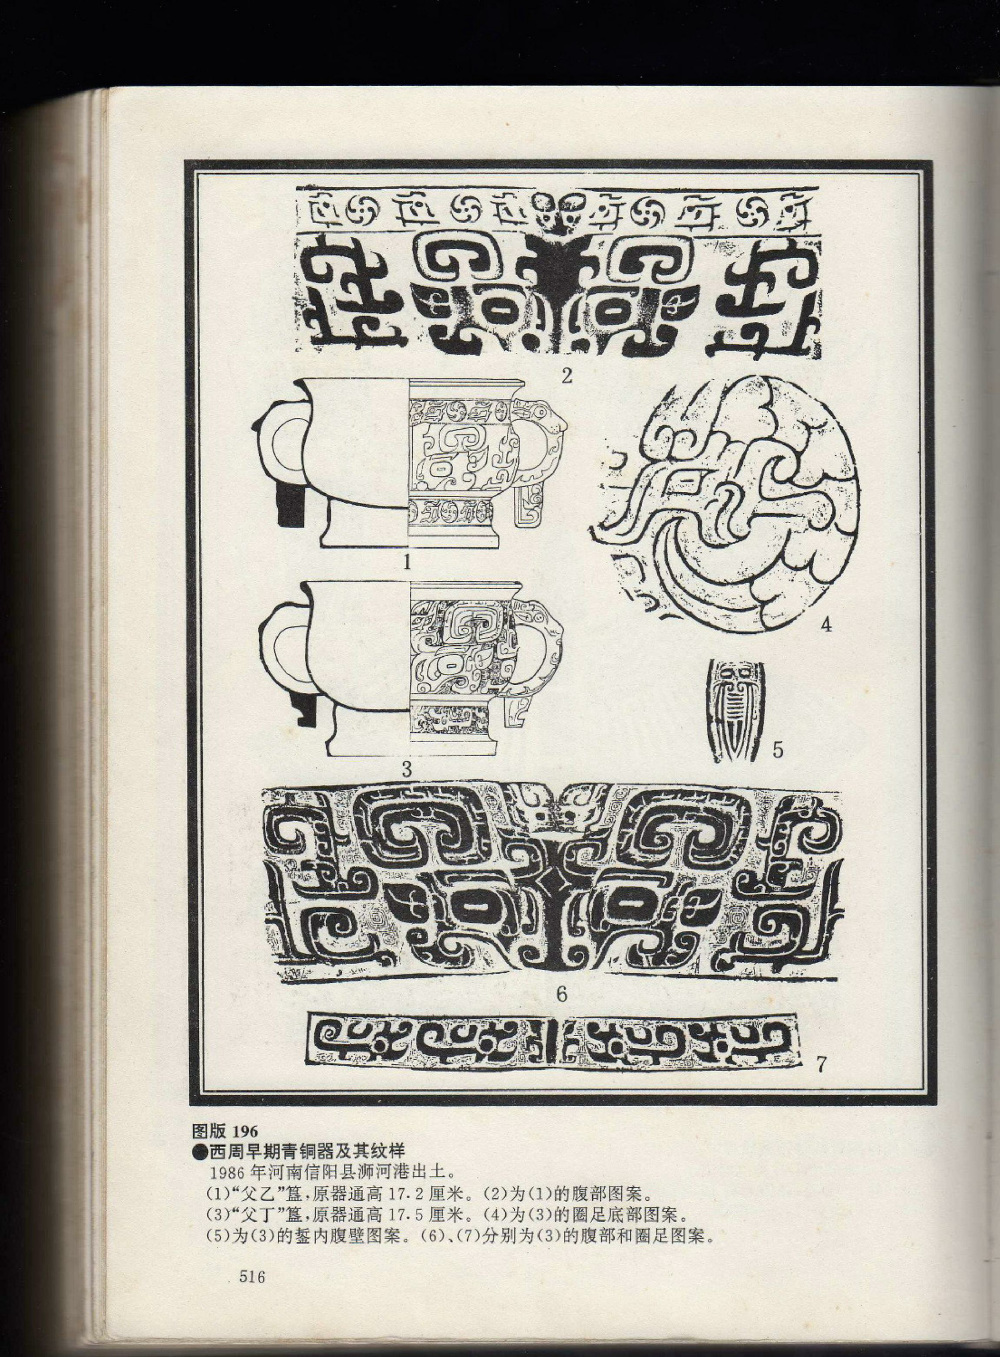 2
1
4
5
3
6
7
图版 196
●西周早期青铜器及其纹样
1986 年河南信阳县浉河港出土。
(1)“父乙”簋,原器通高 17.2 厘米。(2)为(1)的腹部图案。
(3)“父丁”簋,原器通高 17.5 厘米。(4)为(3)的圈足底部图案。
(5)为(3)的鋬内腹壁图案。(6)、(7)分别为(3)的腹部和圈足图案。
516